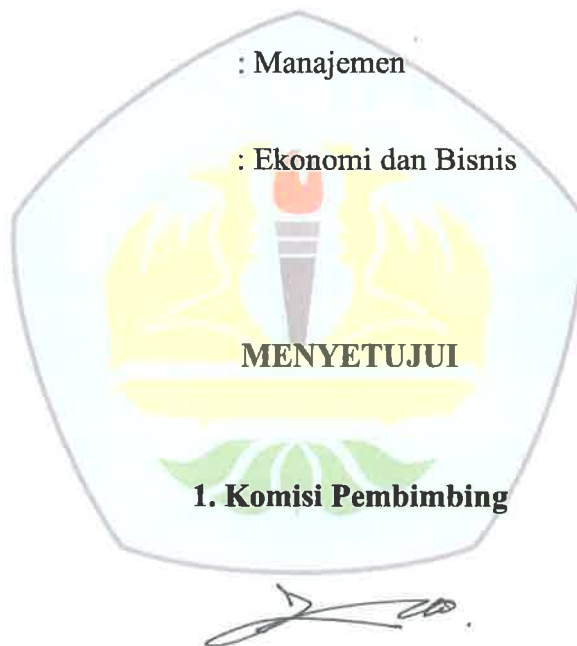 : Manajemen
: Ekonomi dan Bisnis
MENYETUJUI
1. Komisi Pembimbing